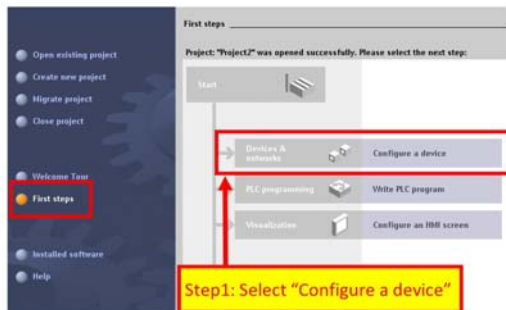 First steps
Project: "Project2" was opened successfully. Please select the next step:
Open existing project
Create new project
Migrate project
Close project
Welcome Tour
First steps
Installed software
Help
Start
Devices &
networks
Configure a device
PLC programming
Write PLC program
Visualization
Configure an HMI screen
Step1: Select "Configure a device"